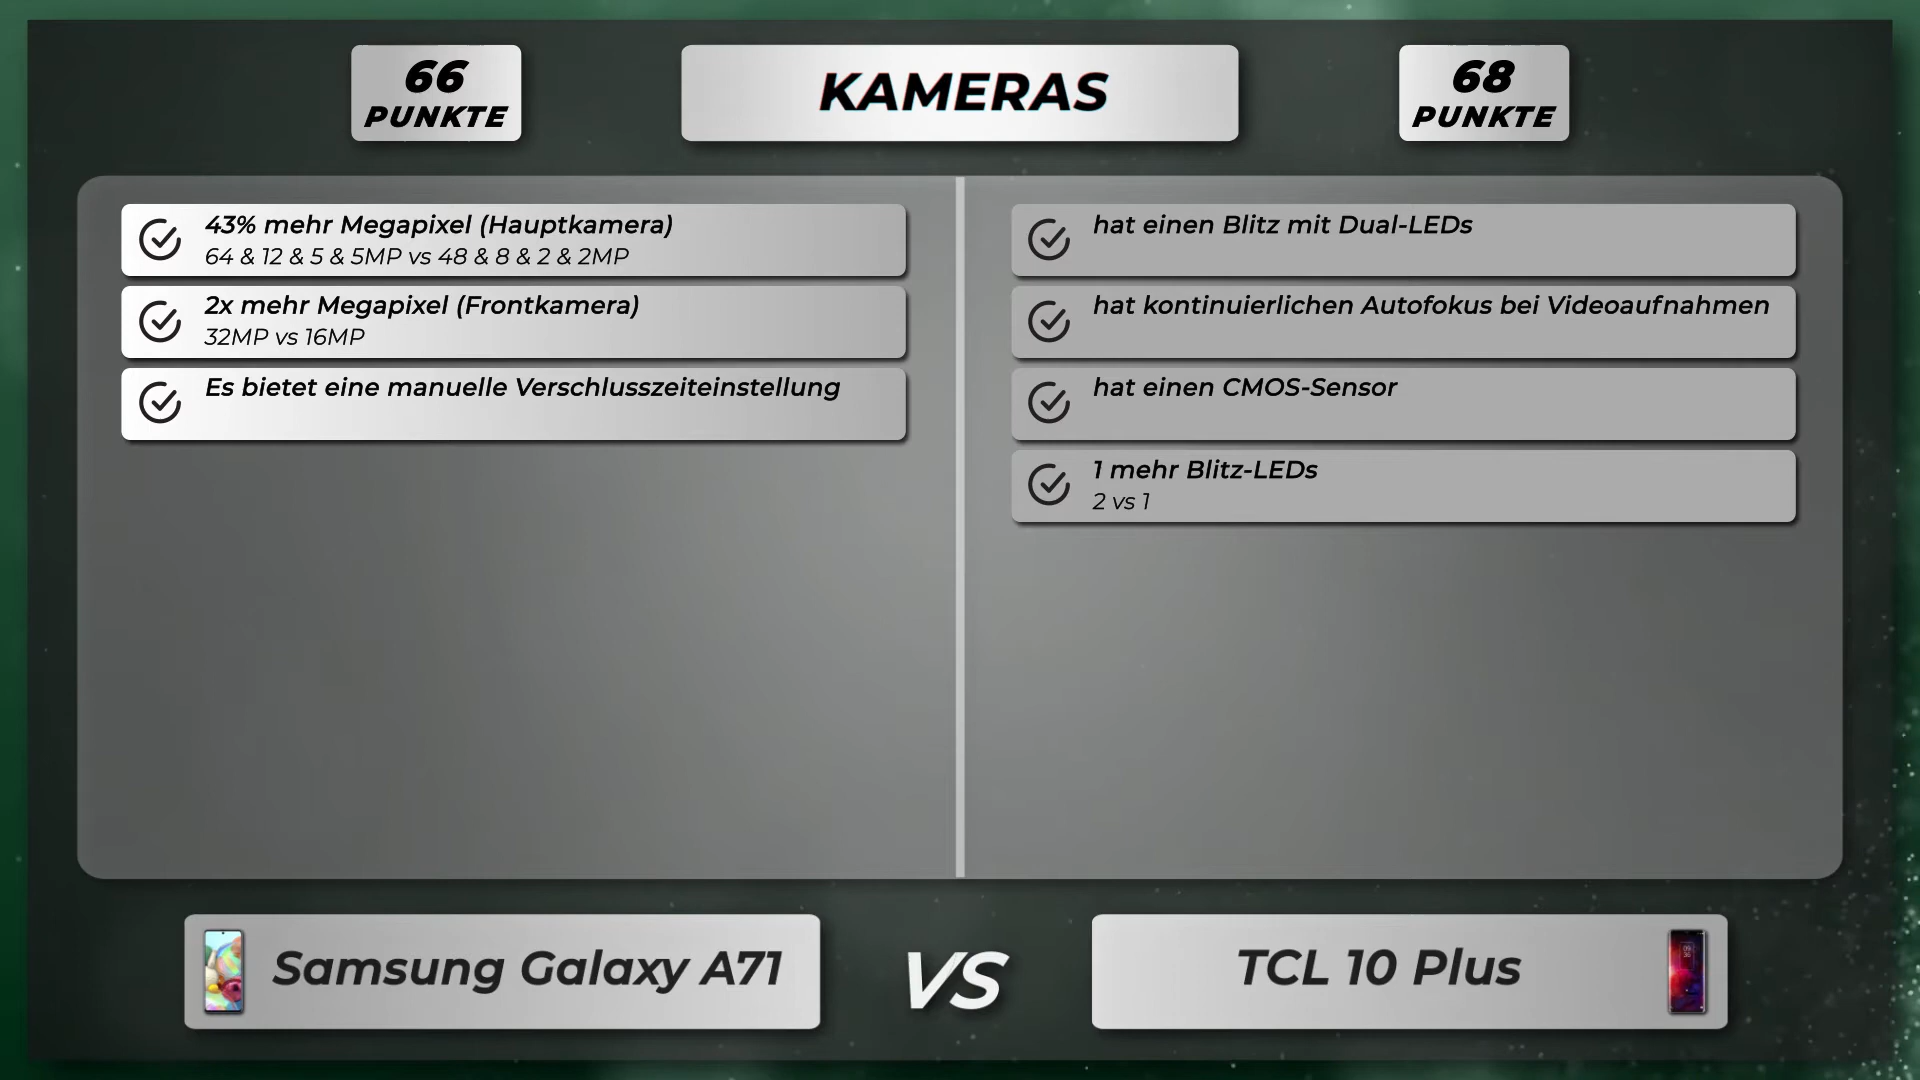 66
PUNKTE
KAMERAS
68
PUNKTE
43% mehr Megapixel (Hauptkamera)
64 & 12 & 5 & 5MP vs 48 & 8 & 2 & 2MP
2x mehr Megapixel (Frontkamera)
32MP vs 16MP
Es bietet eine manuelle Verschlusszeiteinstellung
hat einen Blitz mit Dual-LEDs
hat kontinuierlichen Autofokus bei Videoaufnahmen
hat einen CMOS-Sensor
1 mehr Blitz-LEDs
2 vs 1
Samsung Galaxy A71
VS
TCL 10 Plus